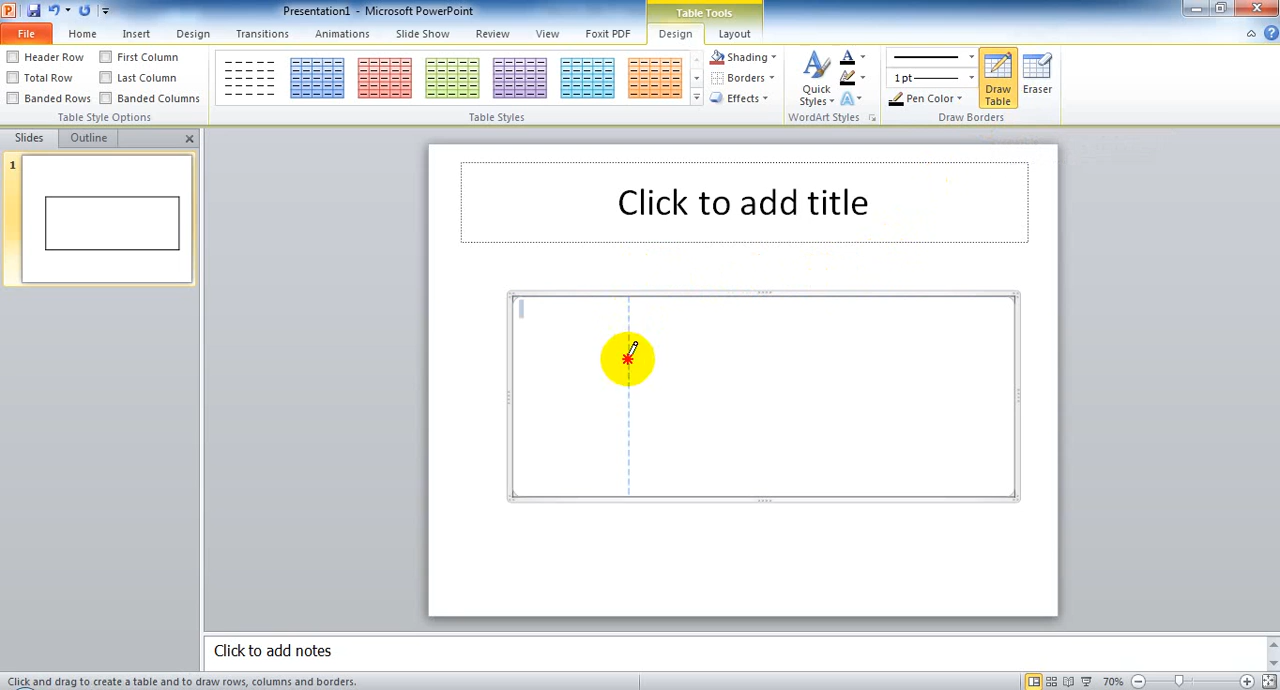 Presentation1 - Microsoft PowerPoint
Table Tools
File Home Insert Design Transitions Animations Slide Show Review View Foxit PDF Design Layout
Header Row First Column
Total Row Last Column
Banded Rows Banded Columns
Table Style Options
Table Styles
Shading
Borders
Effects
Quick
Styles
WordArt Styles
1 pt
Pen Color
Draw
Table
Eraser
Draw Borders
Slides Outline
1
Click to add title
Click to add notes
Click and drag to create a table and to draw rows, columns and borders.
70%